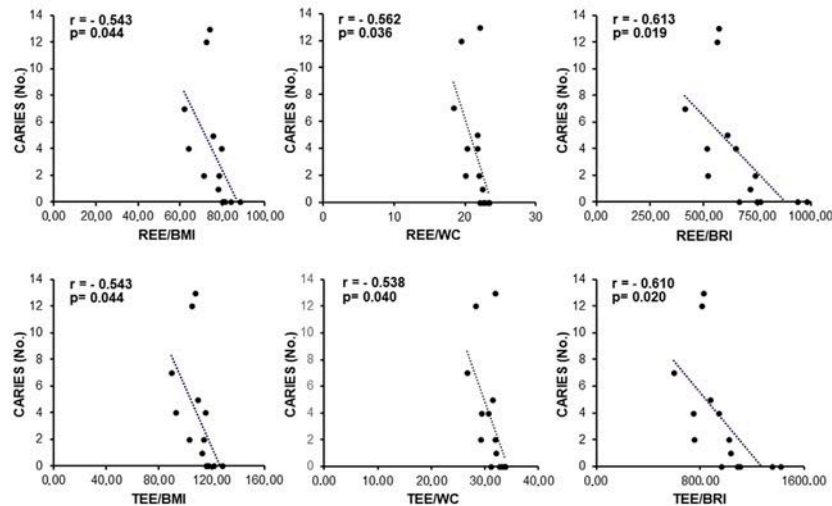 r = - 0.543
p= 0.044
CARIES (No.)
14
12
10
8
6
4
2
0
0,00 20,00 40,00 60,00 80,00 100,00
REE/BMI
r = - 0.562
p= 0.036
CARIES (No.)
14
12
10
8
6
4
2
0
0 10 20 30
REE/WC
r = - 0.613
p= 0.019
CARIES (No.)
14
12
10
8
6
4
2
0
0,00 250,00 500,00 750,00 1000,00
REE/BRI
r = - 0.543
p= 0.044
CARIES (No.)
14
12
10
8
6
4
2
0
0,00 40,00 80,00 120,00 160,00
TEE/BMI
r = - 0.538
p= 0.040
CARIES (No.)
14
12
10
8
6
4
2
0
0,00 10,00 20,00 30,00 40,00
TEE/WC
r = - 0.610
p= 0.020
CARIES (No.)
14
12
10
8
6
4
2
0
0,00 800,00 1600,00
TEE/BRI